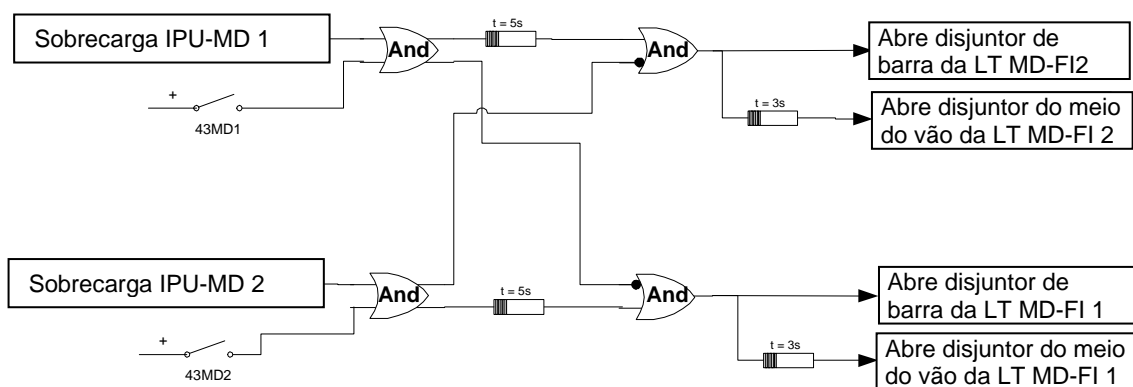 Sobrecarga IPU-MD 1
+
43MD1
And
t = 5s
And
t = 3s
Abre disjuntor de
barra da LT MD-FI2
Abre disjuntor do meio
do vão da LT MD-FI 2
Sobrecarga IPU-MD 2
+
43MD2
And
t = 5s
And
t = 3s
Abre disjuntor de
barra da LT MD-FI 1
Abre disjuntor do meio
do vão da LT MD-FI 1